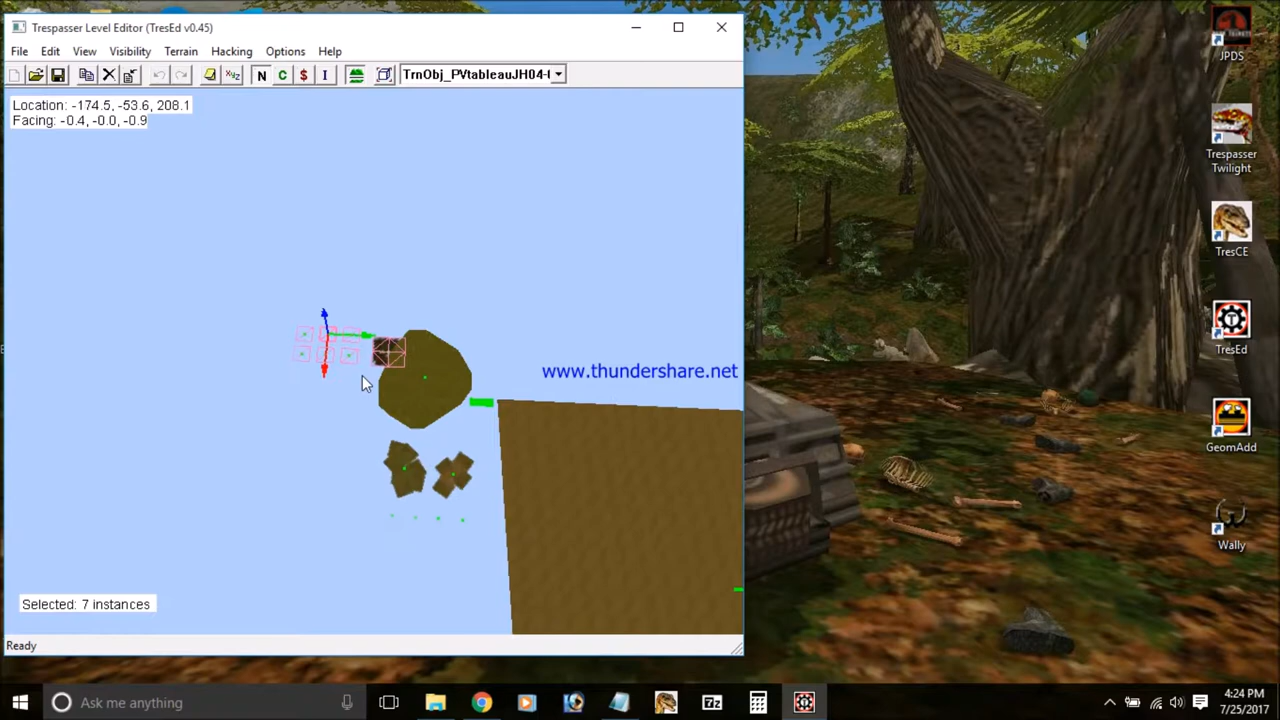 Trespasser Level Editor (TresEd v0.45)
File Edit View Visibility Terrain Hacking Options Help
N C $ I TrnObj_PVtableauJH04-
Location: -174.5, -53.6, 208.1
Facing: -0.4, -0.0, -0.9
www.thundershare.net
Selected: 7 instances
Ready
JPDS
Trespasser
Twilight
TresCE
TresEd
GeomAdd
Wally
Ask me anything
7z
4:24 PM
7/25/2017